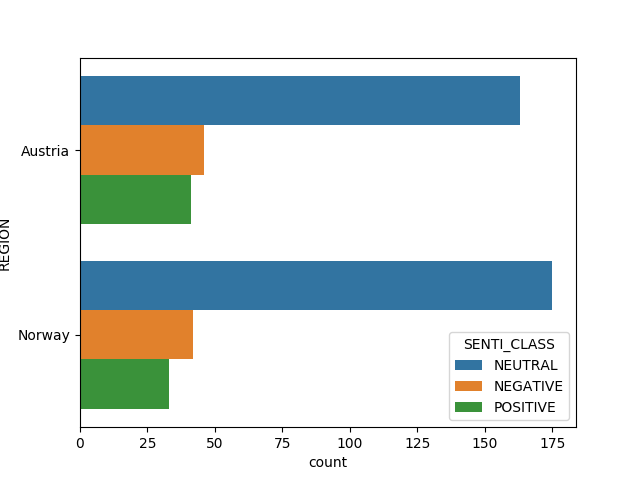 REGION
Austria
Norway
SENTI_CLASS
NEUTRAL
NEGATIVE
POSITIVE
0 25 50 75 100 125 150 175
count